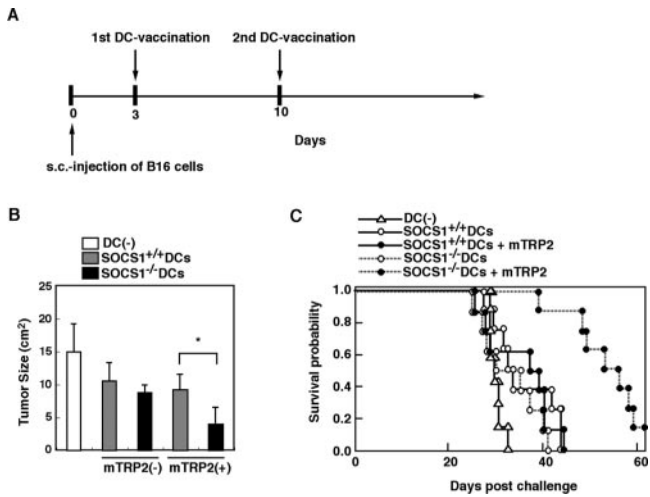 A
1st DC-vaccination
2nd DC-vaccination
0
3
10
Days
s.c.-injection of B16 cells
B
DC(-)
SOCS1+/+DCs
SOCS1-/-DCs
Tumor Size (cm2)
25
20
15
10
5
0
*
mTRP2(-)
mTRP2(+)
C
DC(-)
SOCS1+/+DCs
SOCS1+/+DCs + mTRP2
SOCS1-/-DCs
SOCS1-/-DCs + mTRP2
Survival probability
1.0
0.8
0.6
0.4
0.2
0.0
0
20
40
60
Days post challenge